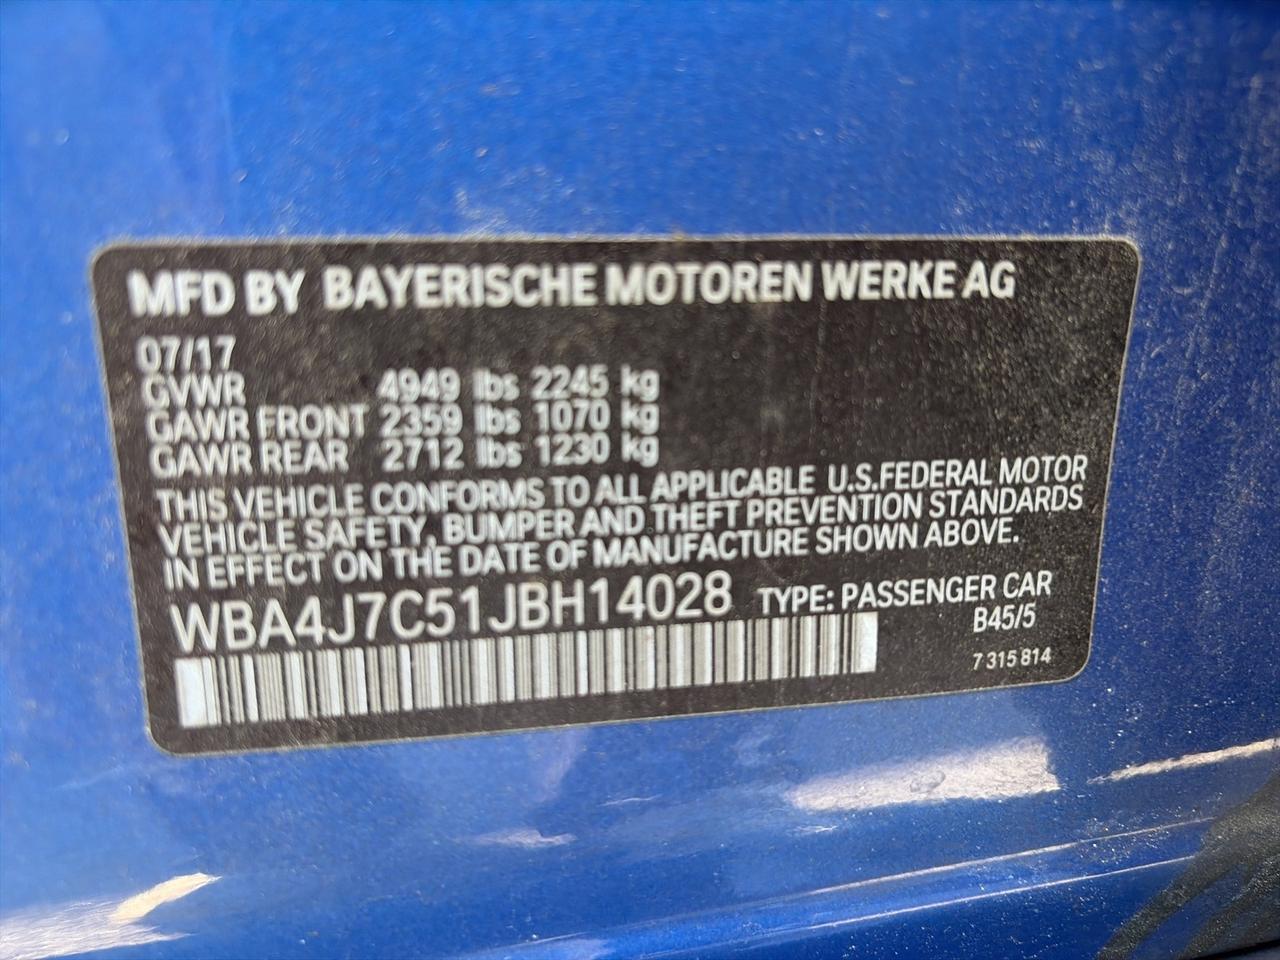 MFD BY BAYERISCHE MOTOREN WERKE AG
07/17
GVWR 4949 lbs 2245 kg
GAWR FRONT 2359 lbs 1070 kg
GAWR REAR 2712 lbs 1230 kg
THIS VEHICLE CONFORMS TO ALL APPLICABLE U.S.FEDERAL MOTOR
VEHICLE SAFETY, BUMPER AND THEFT PREVENTION STANDARDS
IN EFFECT ON THE DATE OF MANUFACTURE SHOWN ABOVE.
WBA4J7C51JBH14028 TYPE: PASSENGER CAR
B45/5
7 315 814